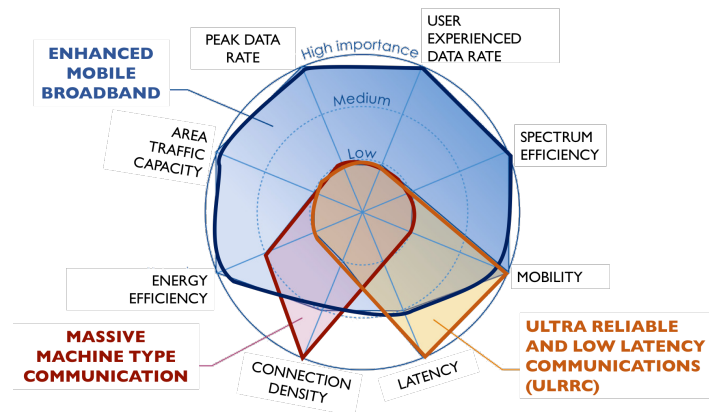 PEAK DATA
RATE
USER
EXPERIENCED
DATA RATE
High importance
ENHANCED
MOBILE
BROADBAND
Medium
AREA
TRAFFIC
CAPACITY
SPECTRUM
EFFICIENCY
Low
ENERGY
EFFICIENCY
MOBILITY
MASSIVE
MACHINE TYPE
COMMUNICATION
ULTRA RELIABLE
AND LOW LATENCY
COMMUNICATIONS
(ULRRC)
CONNECTION
DENSITY
LATENCY